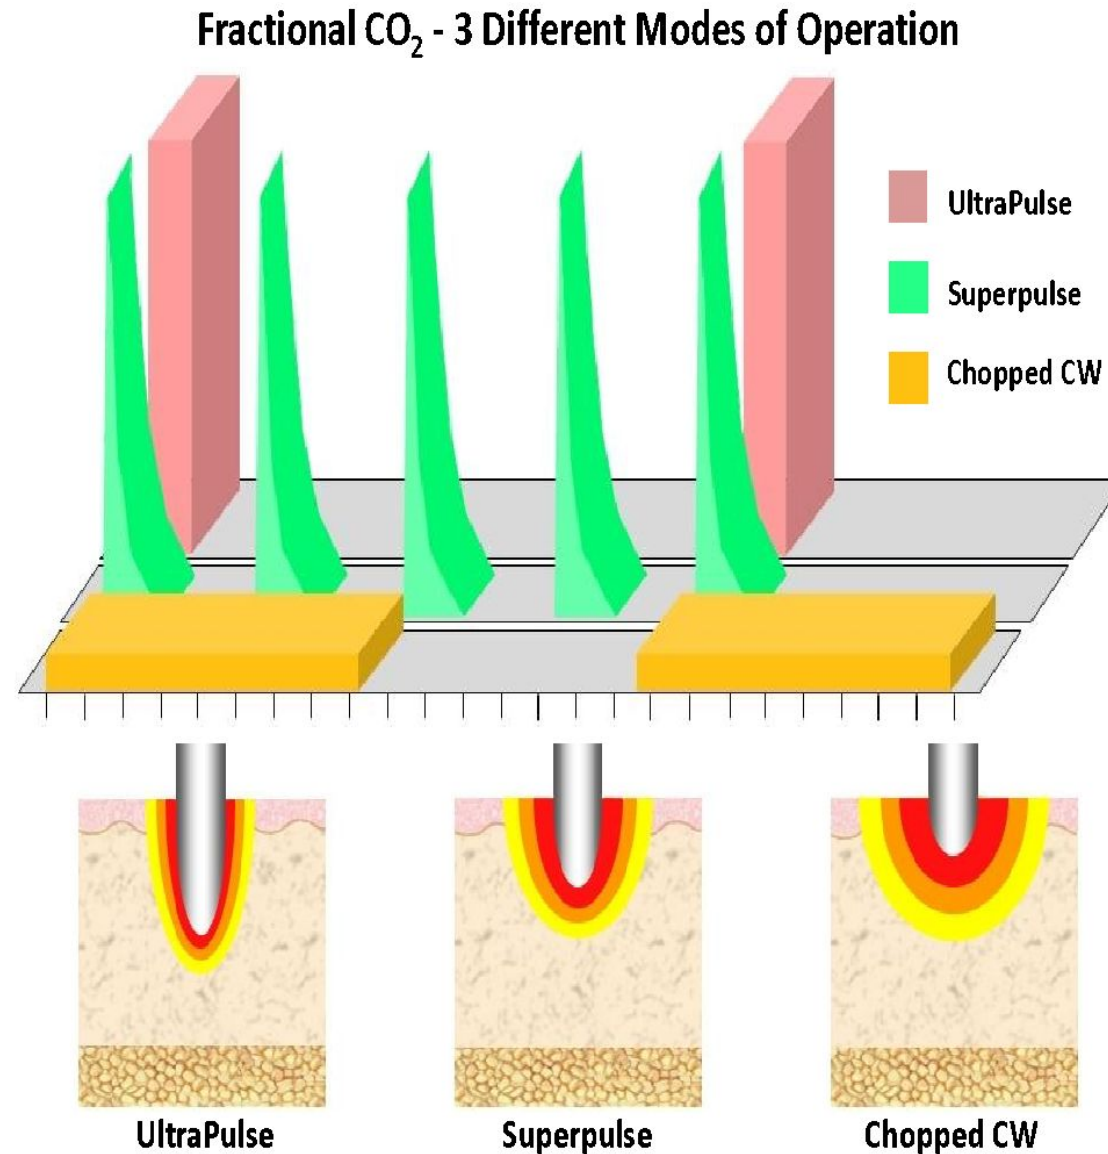 Fractional CO₂ - 3 Different Modes of Operation
UltraPulse
Superpulse
Chopped CW
UltraPulse
Superpulse
Chopped CW